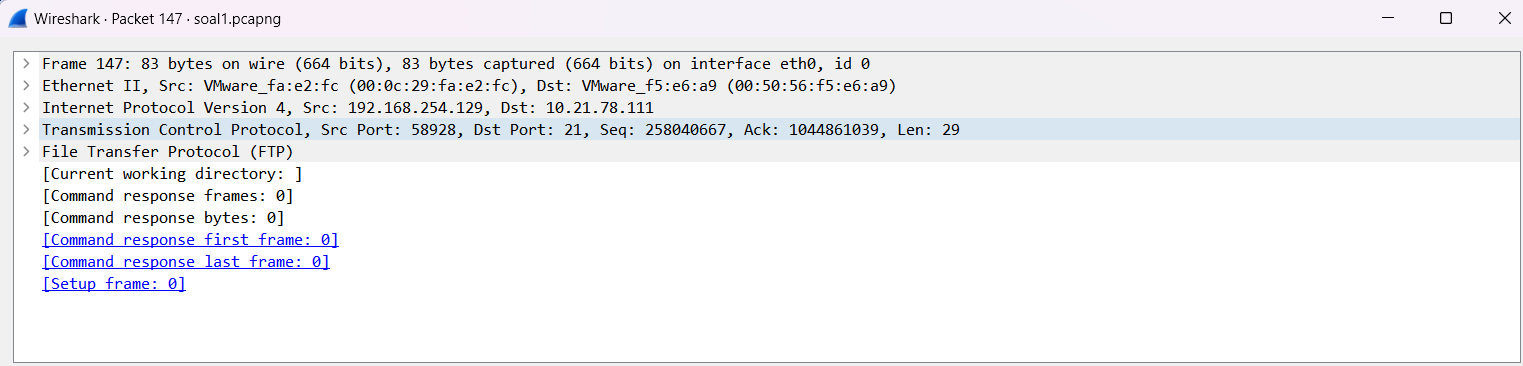 Wireshark · Packet 147 · soal1.pcapng
Frame 147: 83 bytes on wire (664 bits), 83 bytes captured (664 bits) on interface eth0, id 0
Ethernet II, Src: VMware_fa:e2:fc (00:0c:29:fa:e2:fc), Dst: VMware_f5:e6:a9 (00:50:56:f5:e6:a9)
Internet Protocol Version 4, Src: 192.168.254.129, Dst: 10.21.78.111
Transmission Control Protocol, Src Port: 58928, Dst Port: 21, Seq: 258040667, Ack: 1044861039, Len: 29
File Transfer Protocol (FTP)
[Current working directory: ]
[Command response frames: 0]
[Command response bytes: 0]
[Command response first frame: 0]
[Command response last frame: 0]
[Setup frame: 0]